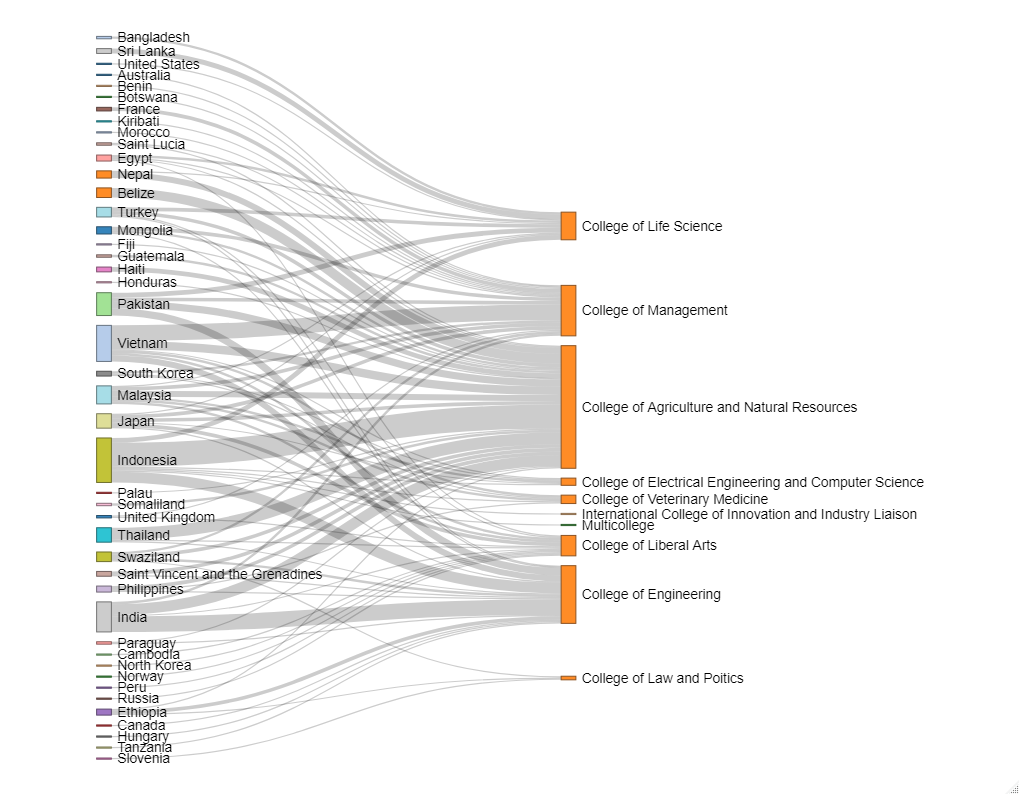 Bangladesh
Sri Lanka
United States
Australia
Benin
Botswana
France
Kiribati
Morocco
Saint Lucia
Egypt
Nepal
Belize
Turkey
Mongolia
Fiji
Guatemala
Haiti
Honduras
Pakistan
Vietnam
South Korea
Malaysia
Japan
Indonesia
Palau
Somaliland
United Kingdom
Thailand
Swaziland
Saint Vincent and the Grenadines
Philippines
India
Paraguay
Cambodia
North Korea
Norway
Peru
Russia
Ethiopia
Canada
Hungary
Tanzania
Slovenia
College of Life Science
College of Management
College of Agriculture and Natural Resources
College of Electrical Engineering and Computer Science
College of Veterinary Medicine
International College of Innovation and Industry Liaison
Multicollege
College of Liberal Arts
College of Engineering
College of Law and Poitics